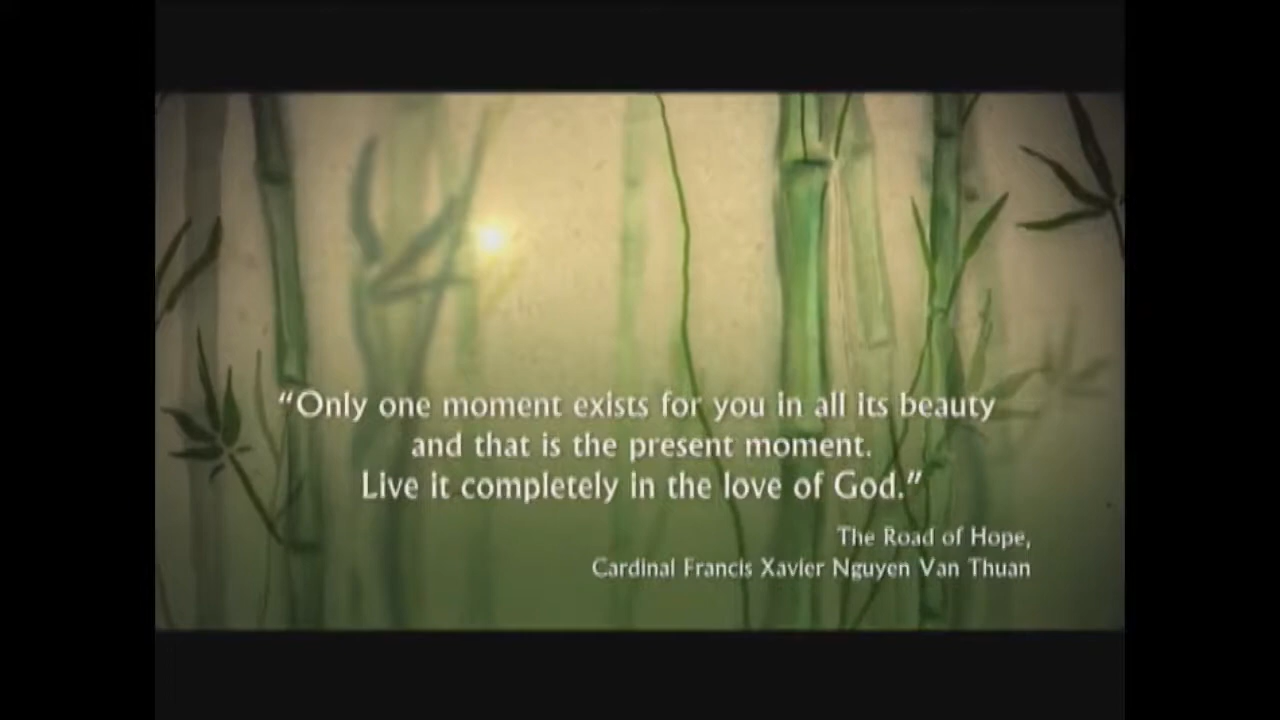 “Only one moment exists for you in all its beauty
and that is the present moment.
Live it completely in the love of God.”
The Road of Hope,
Cardinal Francis Xavier Nguyen Van Thuan